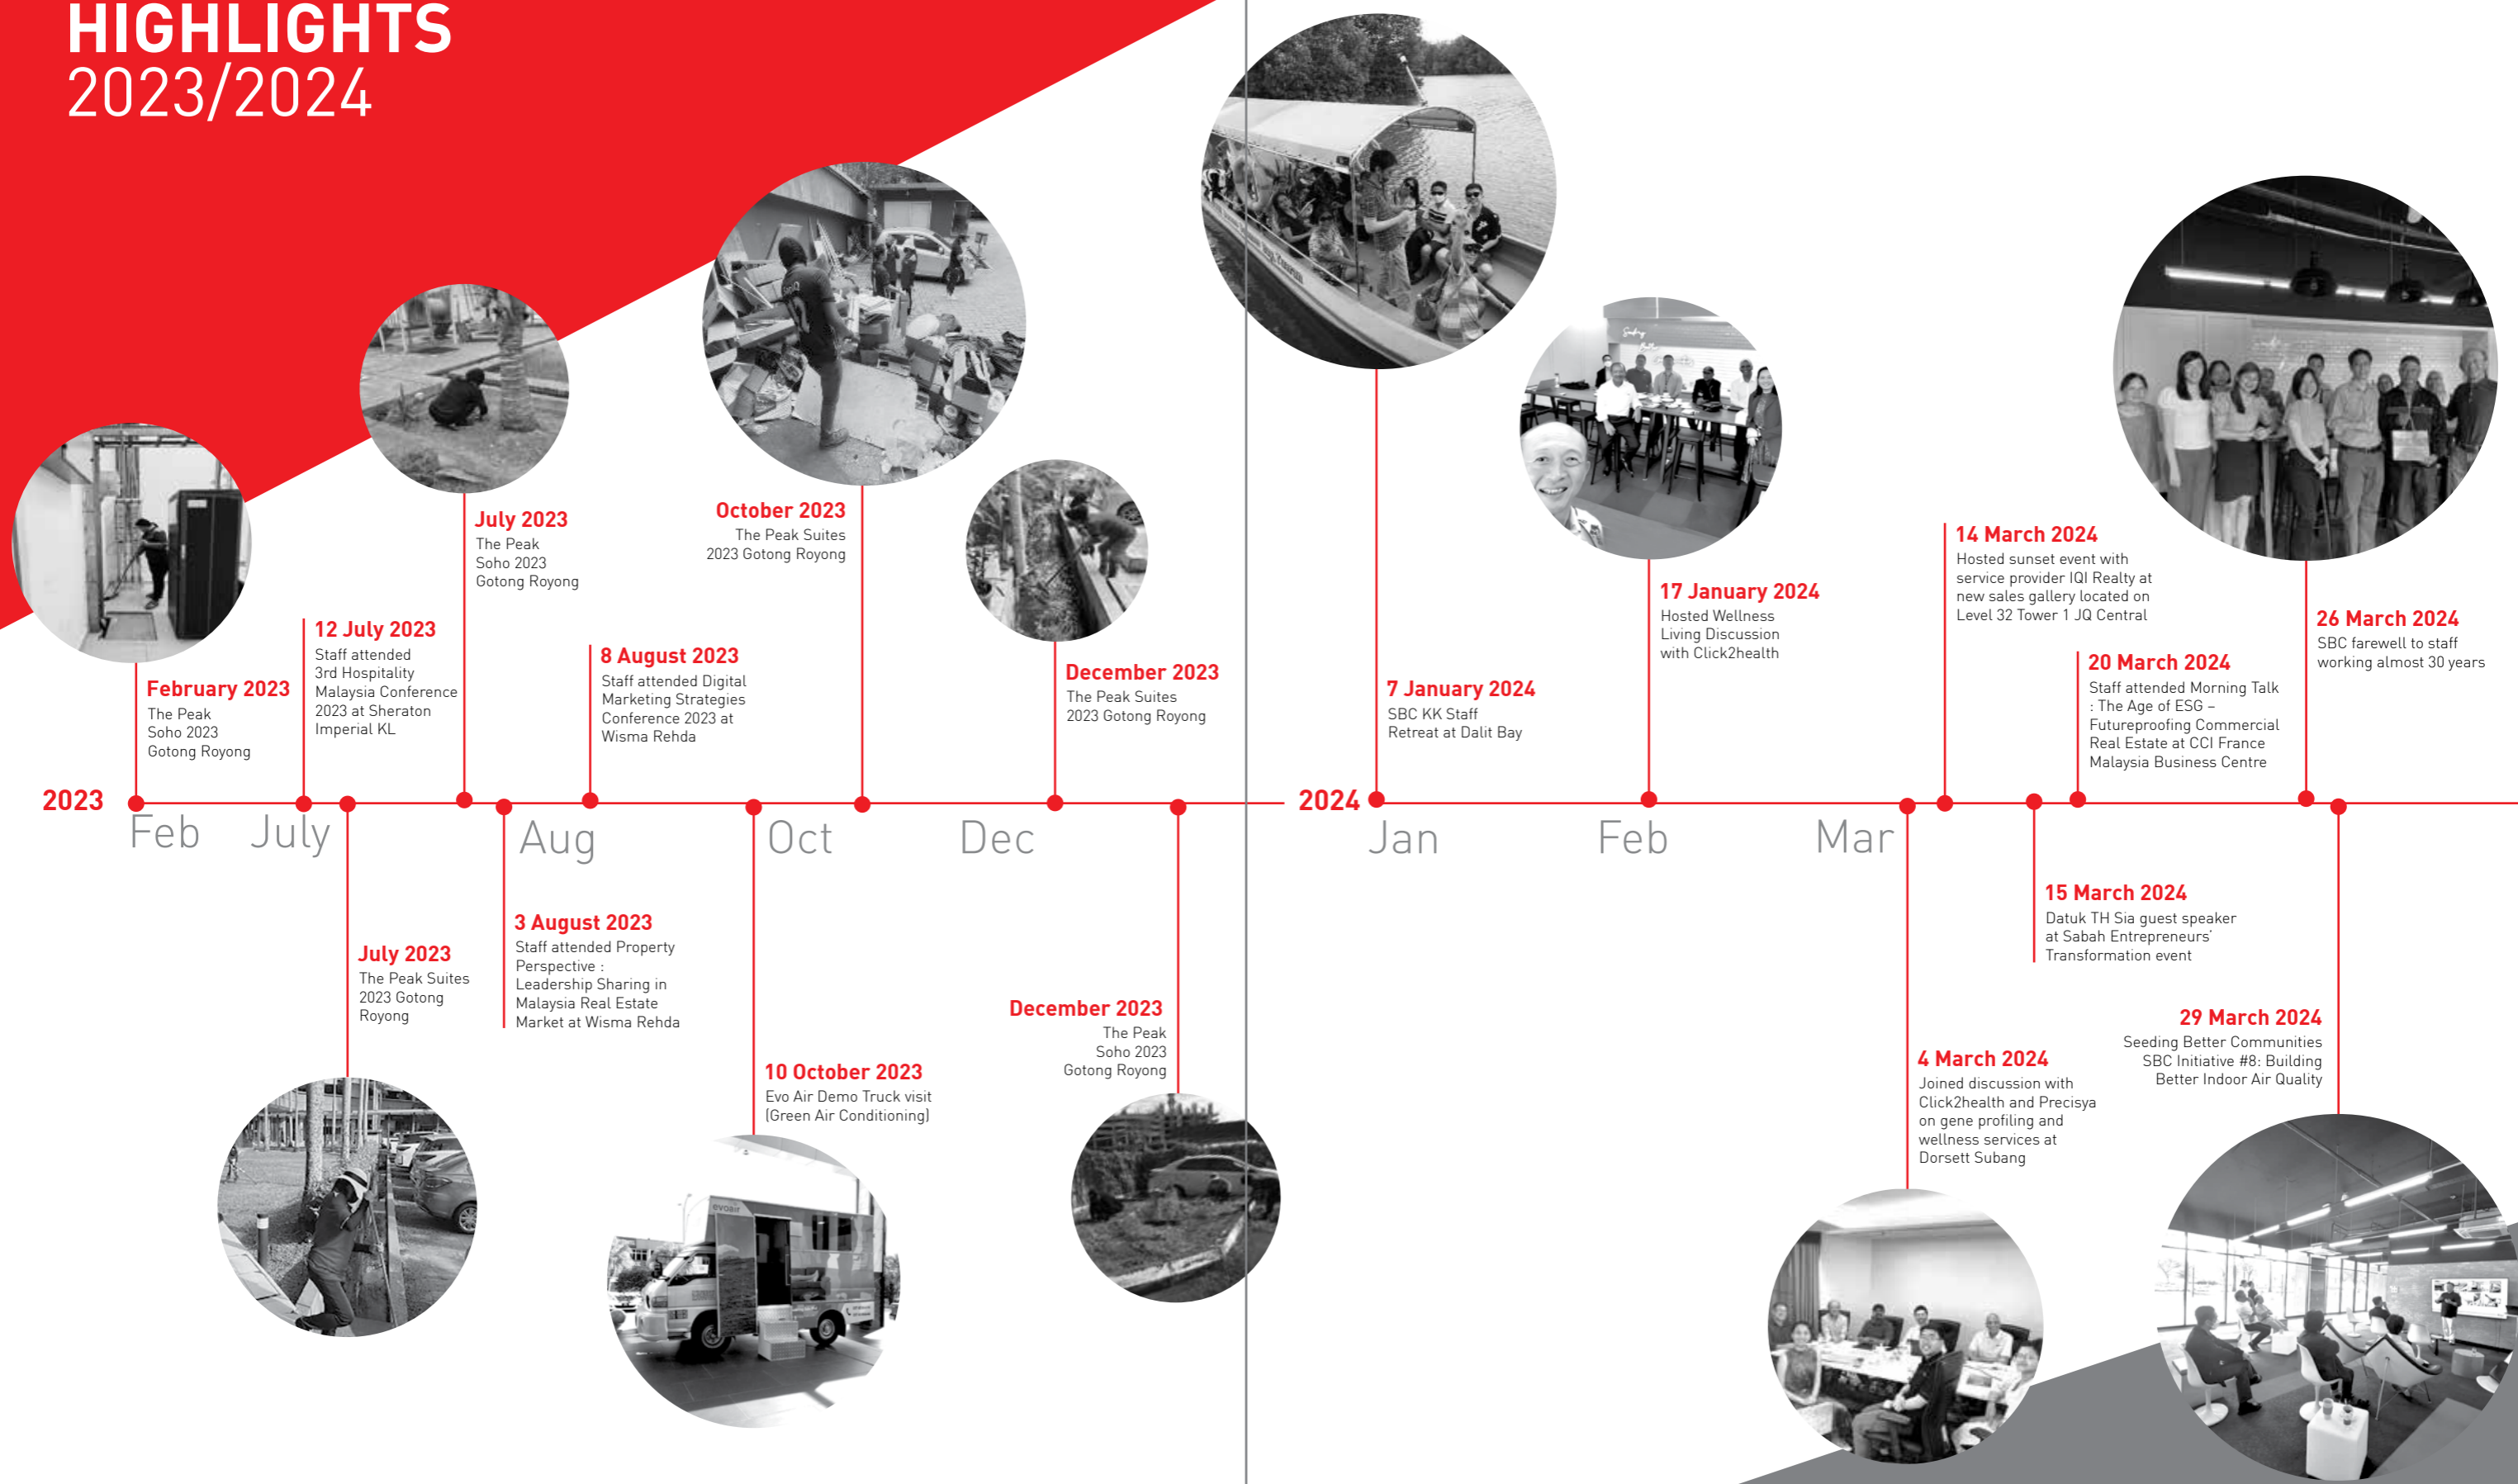 HIGHLIGHTS
2023/2024
February 2023
The Peak
Soho 2023
Gotong Royong
12 July 2023
Staff attended
3rd Hospitality
Malaysia Conference
2023 at Sheraton
Imperial KL
July 2023
The Peak
Soho 2023
Gotong Royong
8 August 2023
Staff attended Digital
Marketing Strategies
Conference 2023 at
Wisma Rehda
October 2023
The Peak Suites
2023 Gotong Royong
December 2023
The Peak Suites
2023 Gotong Royong
7 January 2024
SBC KK Staff
Retreat at Dalit Bay
17 January 2024
Hosted Wellness
Living Discussion
with Click2health
14 March 2024
Hosted sunset event with
service provider IQI Realty at
new sales gallery located on
Level 32 Tower 1 JQ Central
20 March 2024
Staff attended Morning Talk
: The Age of ESG –
Futureproofing Commercial
Real Estate at CCI France
Malaysia Business Centre
26 March 2024
SBC farewell to staff
working almost 30 years
2023
2024
Feb
July
Aug
Oct
Dec
Jan
Feb
Mar
July 2023
The Peak Suites
2023 Gotong
Royong
3 August 2023
Staff attended Property
Perspective :
Leadership Sharing in
Malaysia Real Estate
Market at Wisma Rehda
10 October 2023
Evo Air Demo Truck visit
(Green Air Conditioning)
evoair
December 2023
The Peak
Soho 2023
Gotong Royong
4 March 2024
Joined discussion with
Click2health and Precisya
on gene profiling and
wellness services at
Dorsett Subang
15 March 2024
Datuk TH Sia guest speaker
at Sabah Entrepreneurs’
Transformation event
29 March 2024
Seeding Better Communities
SBC Initiative #8: Building
Better Indoor Air Quality